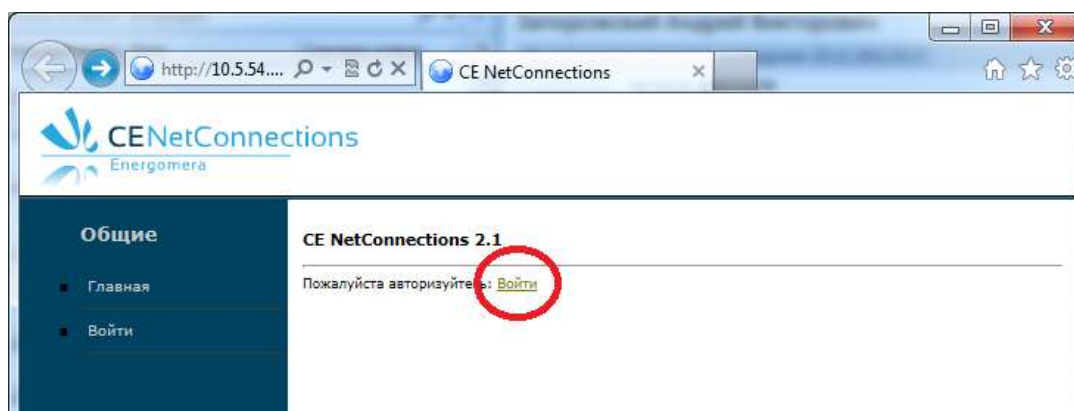 http://10.5.54....
CE NetConnections
CENetConnections
Energomera
Общие
CE NetConnections 2.1
Главная
Пожалуйста авторизуйтесь: Войти
Войти